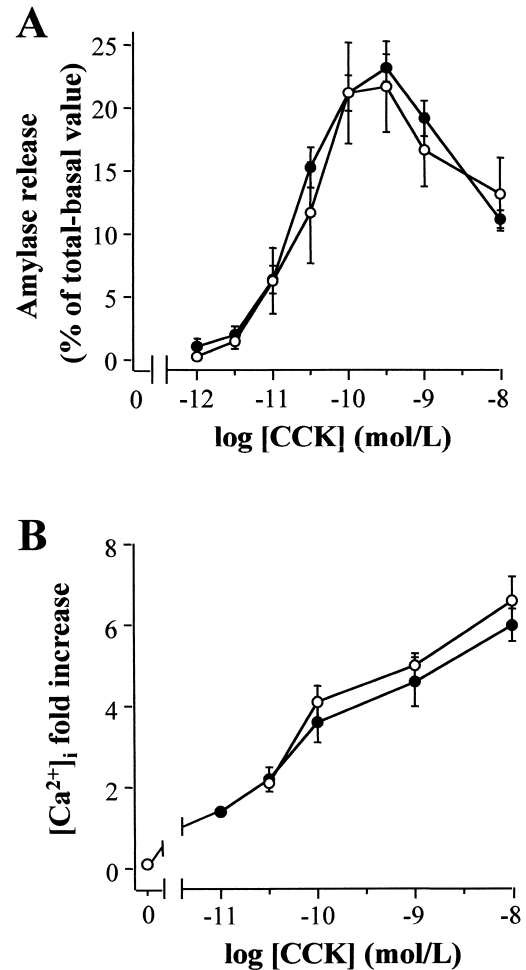 A
Amylase release
(% of total-basal value)
25
20
15
10
5
0
0 -12 -11 -10 -9 -8
log [CCK] (mol/L)
B
[Ca2+]i fold increase
8
6
4
2
0
0 -11 -10 -9 -8
log [CCK] (mol/L)